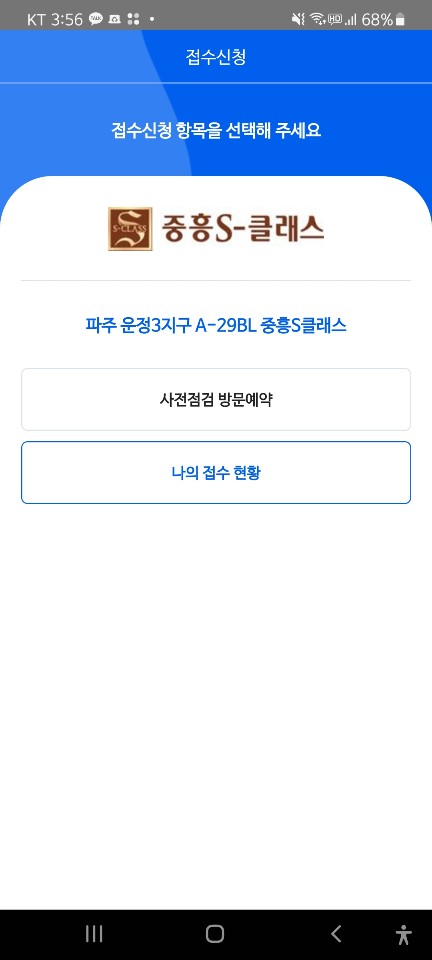 KT 3:56 68%
접수신청
접수신청 항목을 선택해 주세요
S-CLASS 중흥S-클래스
파주 운정3지구 A-29BL 중흥S클래스
사전점검 방문예약
나의 접수 현황